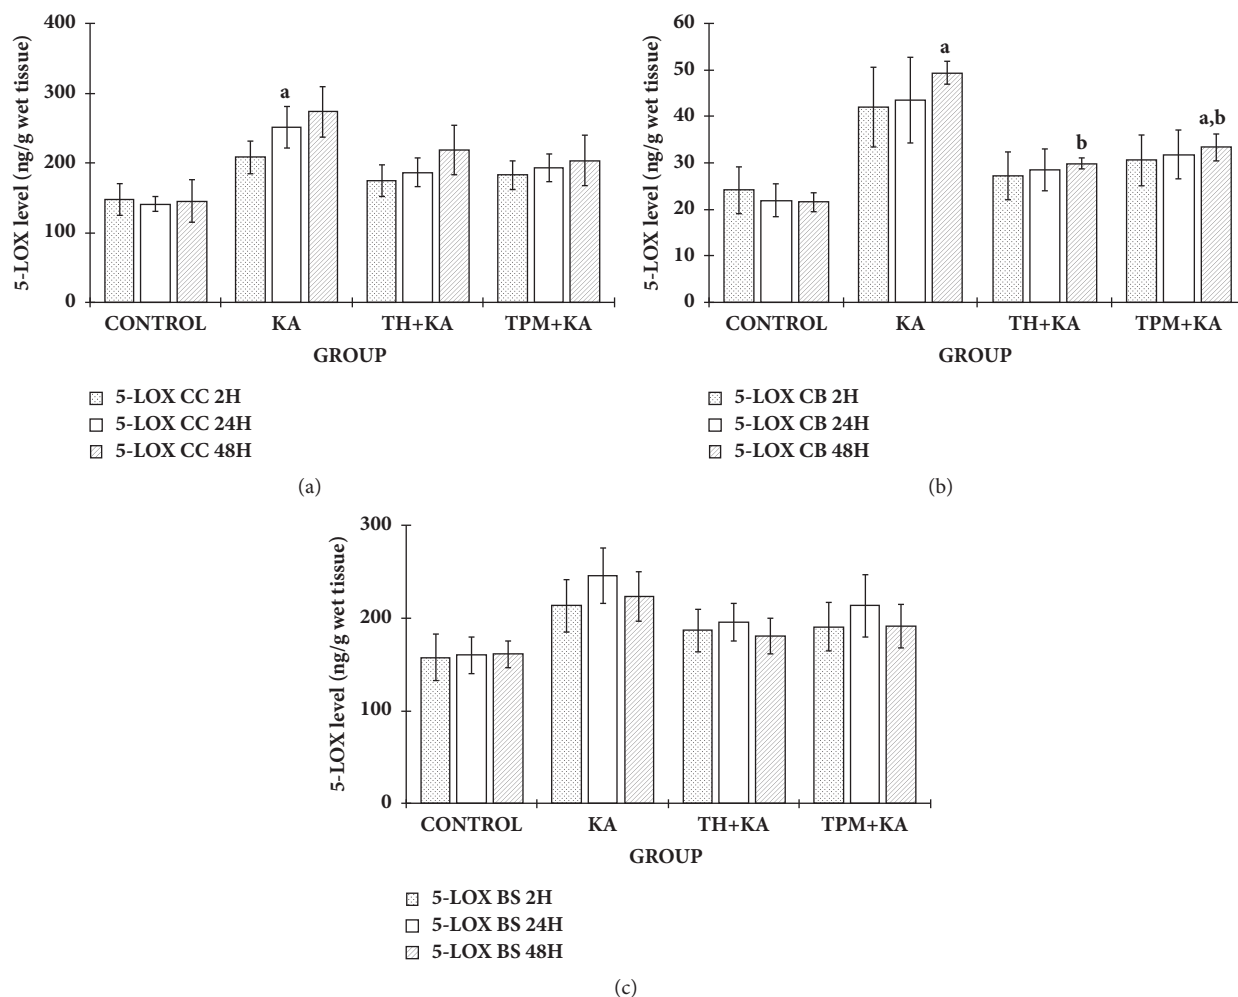 400
300
200
100
0
5-LOX level (ng/g wet tissue)
a
CONTROL KA TH+KA TPM+KA
GROUP
5-LOX CC 2H
5-LOX CC 24H
5-LOX CC 48H
(a)
60
50
40
30
20
10
0
5-LOX level (ng/g wet tissue)
a
b
a,b
CONTROL KA TH+KA TPM+KA
GROUP
5-LOX CB 2H
5-LOX CB 24H
5-LOX CB 48H
(b)
300
200
100
0
5-LOX level (ng/g wet tissue)
CONTROL KA TH+KA TPM+KA
GROUP
5-LOX BS 2H
5-LOX BS 24H
5-LOX BS 48H
(c)